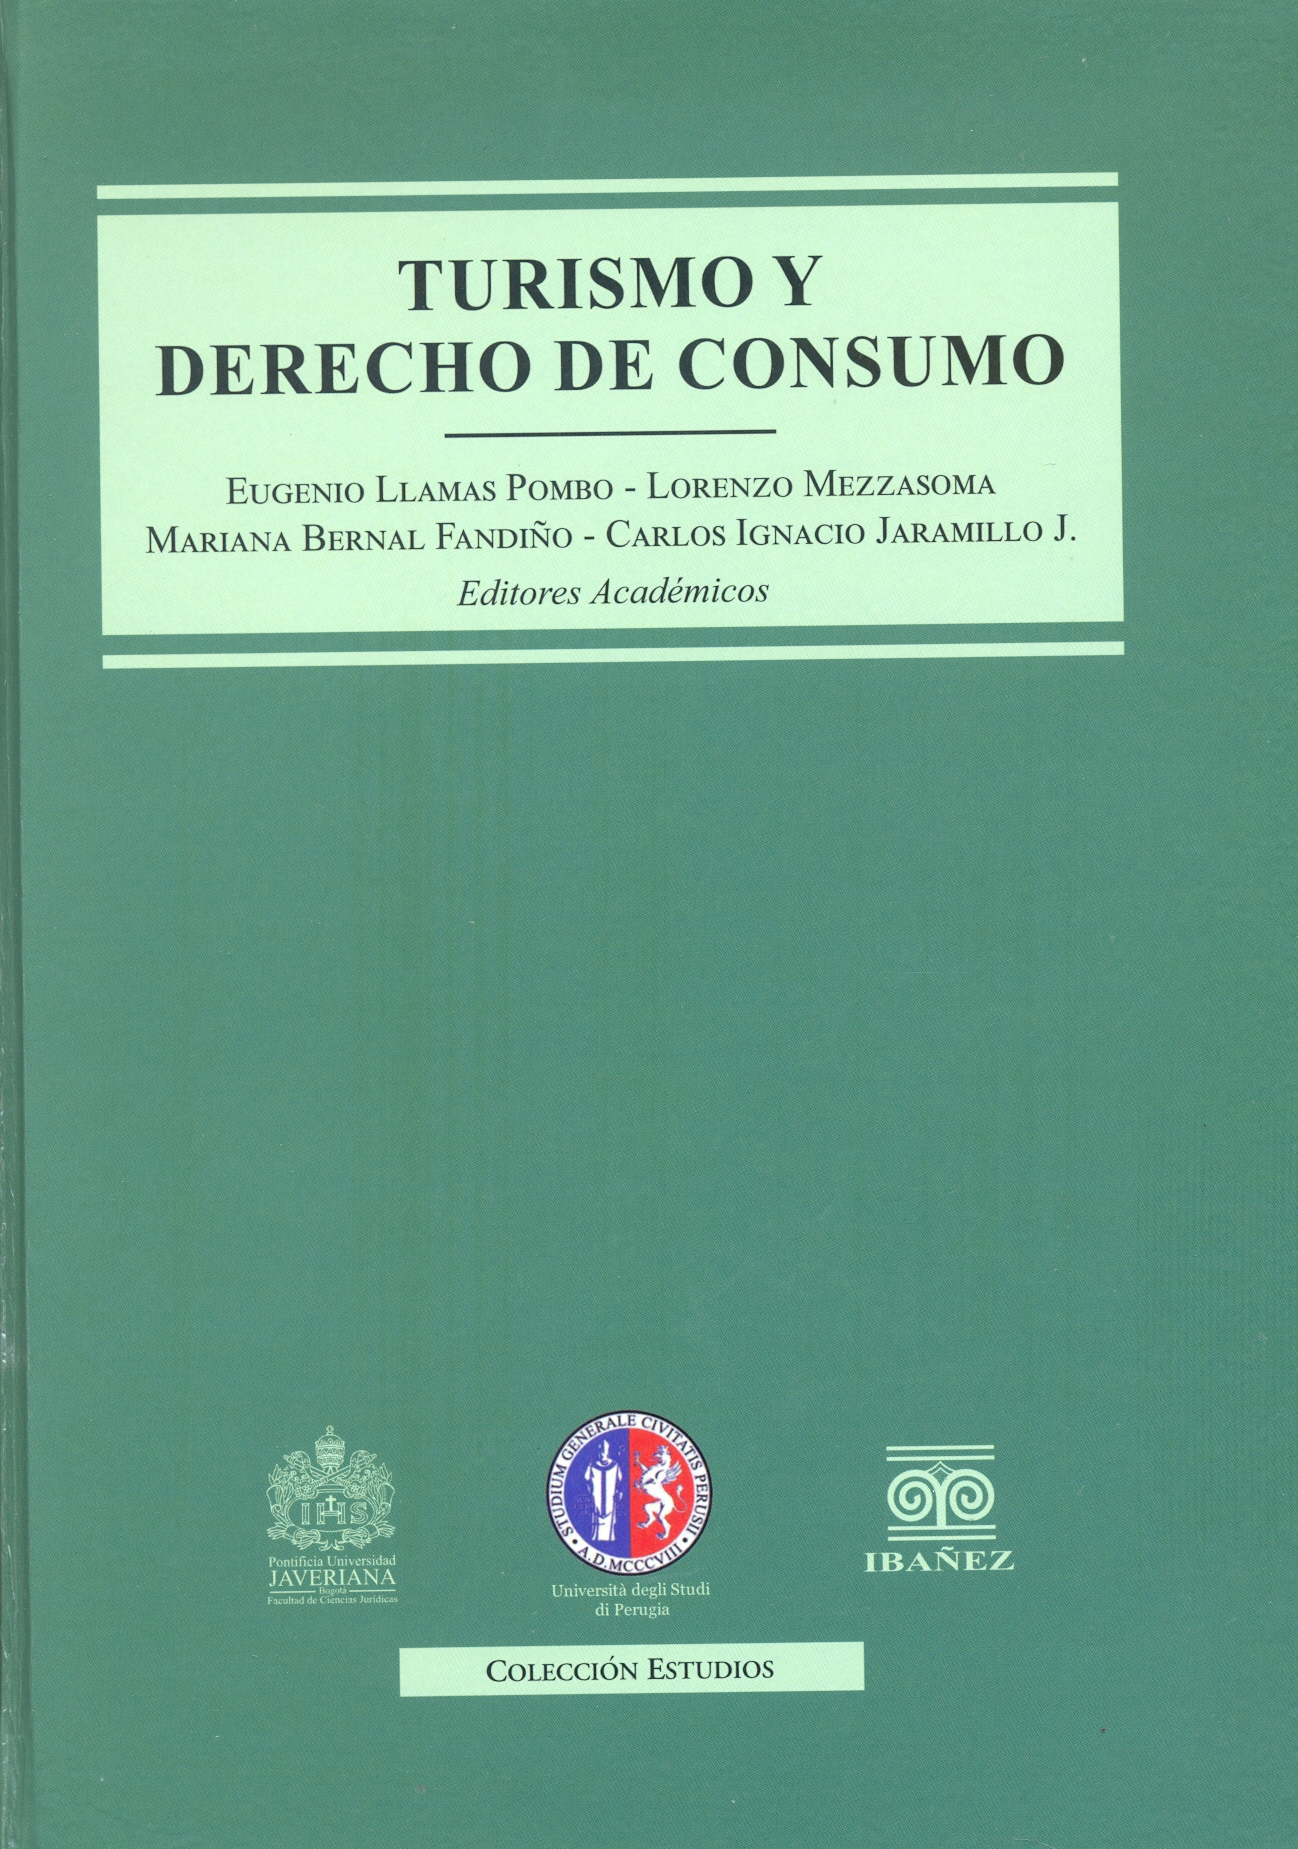 TURISMO Y
DERECHO DE CONSUMO
EUGENIO LLAMAS POMBO - LORENZO MEZZASOMA
MARIANA BERNAL FANDIÑO - CARLOS IGNACIO JARAMILLO J.
Editores Académicos
IHS
Pontificia Universidad
JAVERIANA
Bogotá
Facultad de Ciencias Jurídicas
STUDIUM GENERALE CIVITATIS PERUSII
A.D. MCCCVIII
Università degli Studi
di Perugia
IBAÑEZ
COLECCIÓN ESTUDIOS